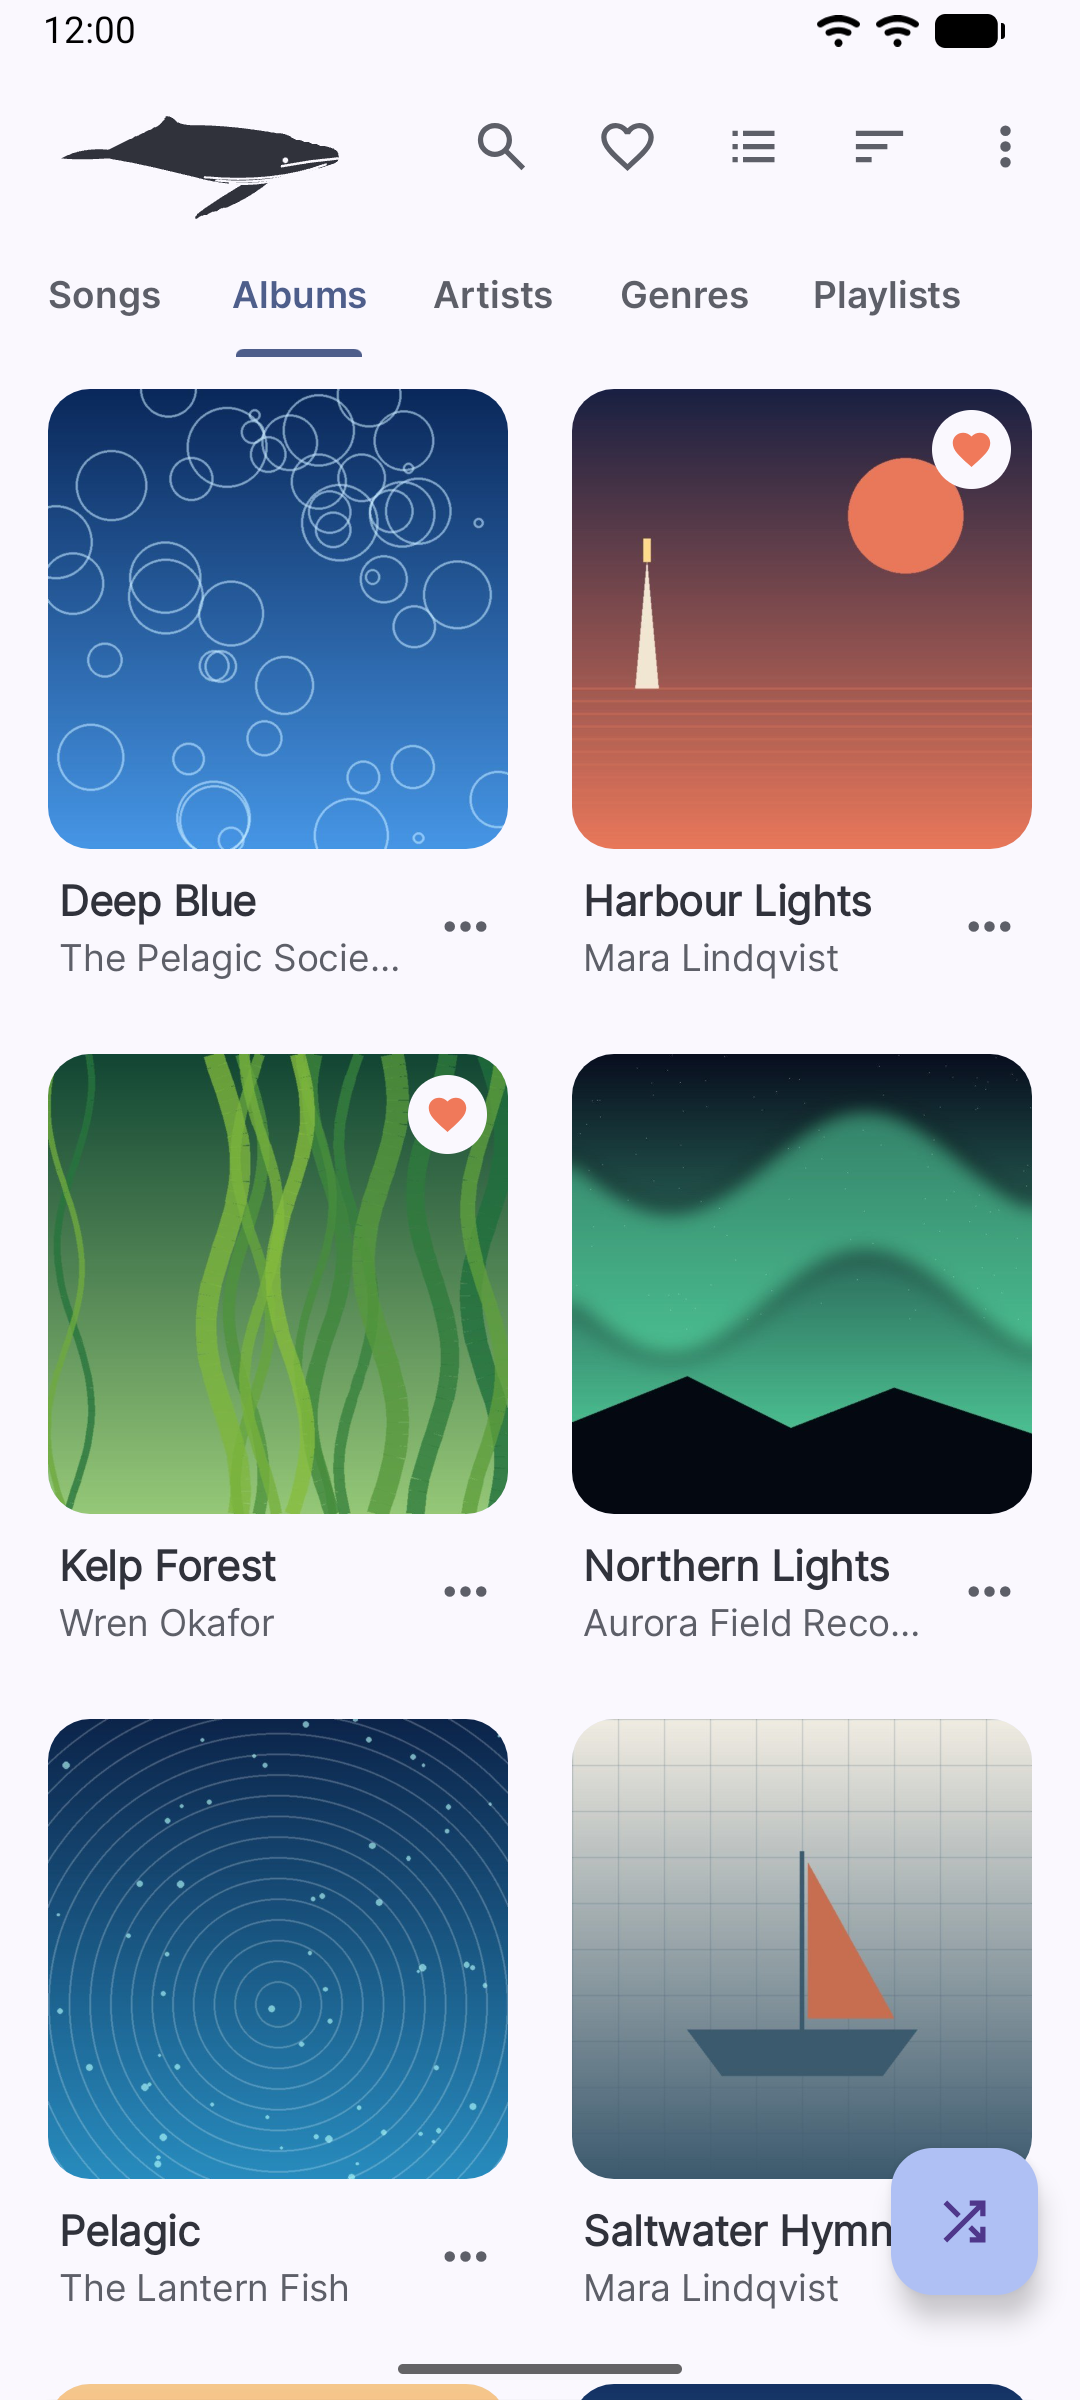 12:00
Songs Albums Artists Genres Playlists
Deep Blue
The Pelagic Socie...
Harbour Lights
Mara Lindqvist
Kelp Forest
Wren Okafor
Northern Lights
Aurora Field Reco...
Pelagic
The Lantern Fish
Saltwater Hymn
Mara Lindqvist